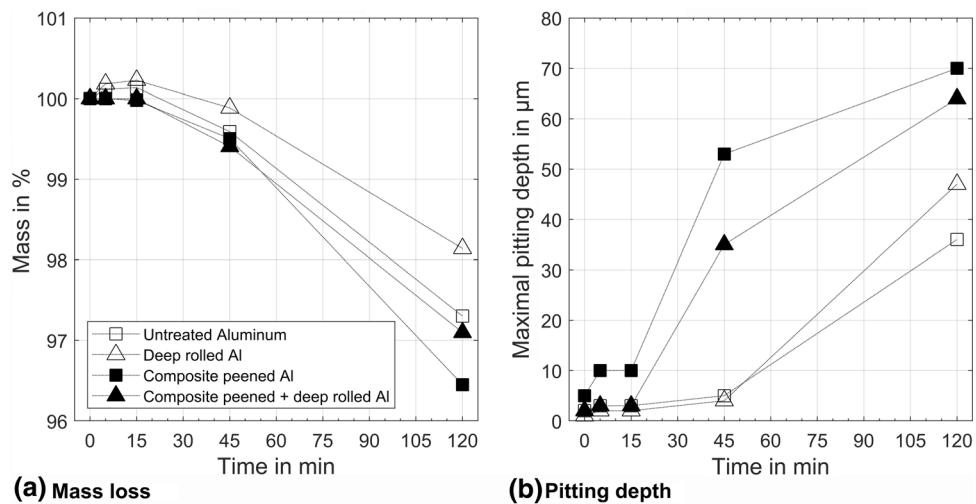 101
100
99
98
97
96
Mass in %
Untreated Aluminum
Deep rolled Al
Composite peened Al
Composite peened + deep rolled Al
0 15 30 45 60 75 90 105 120
Time in min
(a) Mass loss
80
70
60
50
40
30
20
10
0
Maximal pitting depth in µm
0 15 30 45 60 75 90 105 120
Time in min
(b) Pitting depth